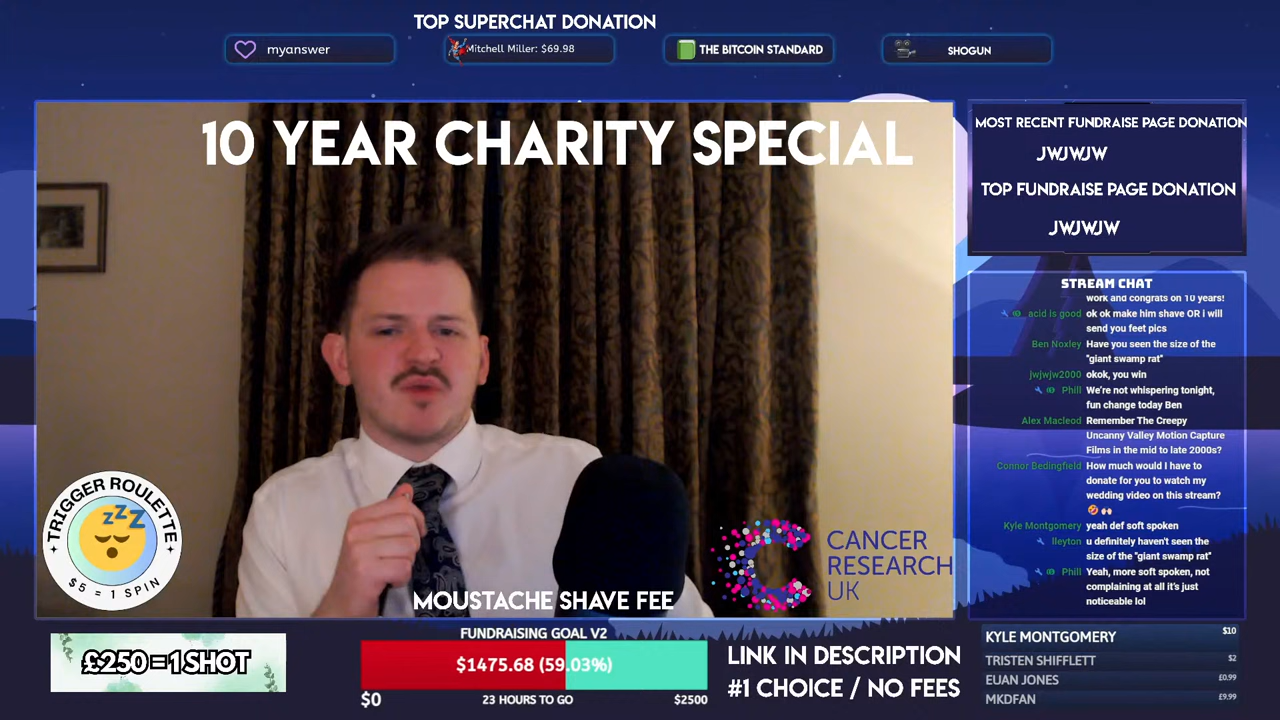 TOP SUPERCHAT DONATION
myanswer
Mitchell Miller: $69.98
THE BITCOIN STANDARD
SHOGUN
10 YEAR CHARITY SPECIAL
MOST RECENT FUNDRAISE PAGE DONATION
JWJWJW
TOP FUNDRAISE PAGE DONATION
JWJWJW
STREAM CHAT
work and congrats on 10 years!
acid is good ok ok make him shave OR i will
send you feet pics
Ben Noxley Have you seen the size of the
"giant swamp rat"
jwjwjw2000 okok, you win
Phill We're not whispering tonight,
fun change today Ben
Alex Macleod Remember The Creepy
Uncanny Valley Motion Capture
Films in the mid to late 2000s?
Connor Bedingfield How much would I have to
donate for you to watch my
wedding video on this stream?
Kyle Montgomery yeah def soft spoken
lleyton u definitely haven't seen the
size of the "giant swamp rat"
Phill Yeah, more soft spoken, not
complaining at all it's just
noticeable lol
TRIGGER ROULETTE
zzz
$5 = 1 SPIN
CANCER
RESEARCH
UK
MOUSTACHE SHAVE FEE
£250 = 1 SHOT
FUNDRAISING GOAL V2
$1475.68 (59.03%)
$0
23 HOURS TO GO
$2500
LINK IN DESCRIPTION
#1 CHOICE / NO FEES
KYLE MONTGOMERY $10
TRISTEN SHIFFLETT $2
EUAN JONES £0.99
MKDFAN £9.99